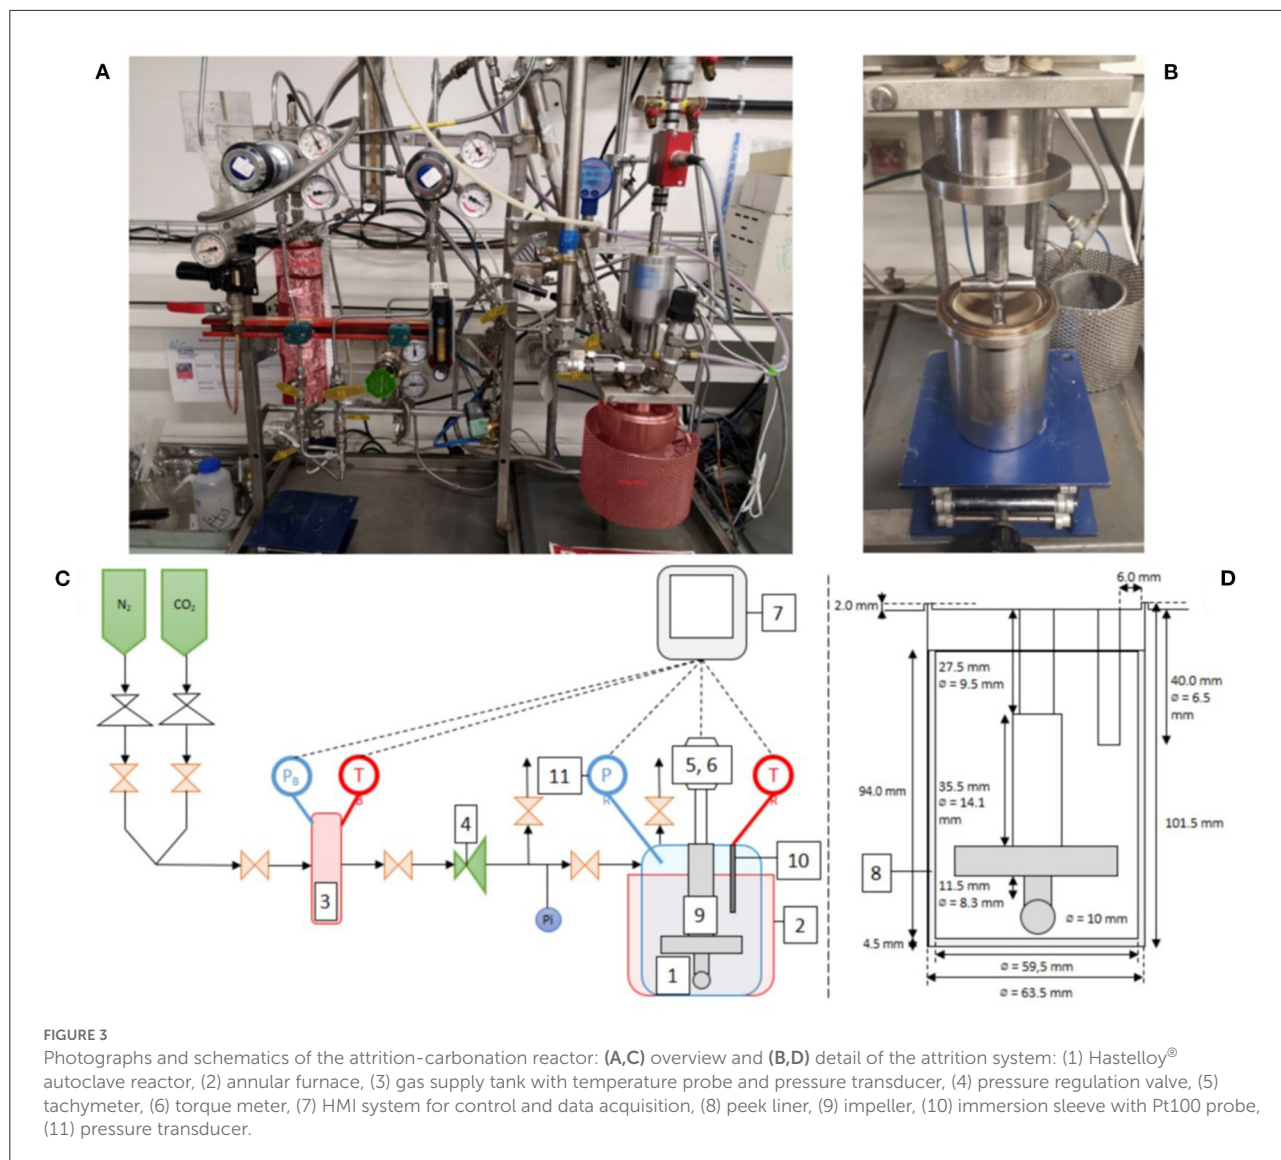 A
B
C
N₂
CO₂
7
P_B
T
B
11
P
R
5, 6
T
R
4
3
10
9
Pi
2
1
D
6.0 mm
2.0 mm
27.5 mm
ø = 9.5 mm
40.0 mm
ø = 6.5
mm
94.0 mm
35.5 mm
ø = 14.1
mm
101.5 mm
8
11.5 mm
ø = 8.3 mm
ø = 10 mm
4.5 mm
ø = 59,5 mm
ø = 63.5 mm
FIGURE 3
Photographs and schematics of the attrition-carbonation reactor: (A,C) overview and (B,D) detail of the attrition system: (1) Hastelloy®
autoclave reactor, (2) annular furnace, (3) gas supply tank with temperature probe and pressure transducer, (4) pressure regulation valve, (5)
tachymeter, (6) torque meter, (7) HMI system for control and data acquisition, (8) peek liner, (9) impeller, (10) immersion sleeve with Pt100 probe,
(11) pressure transducer.